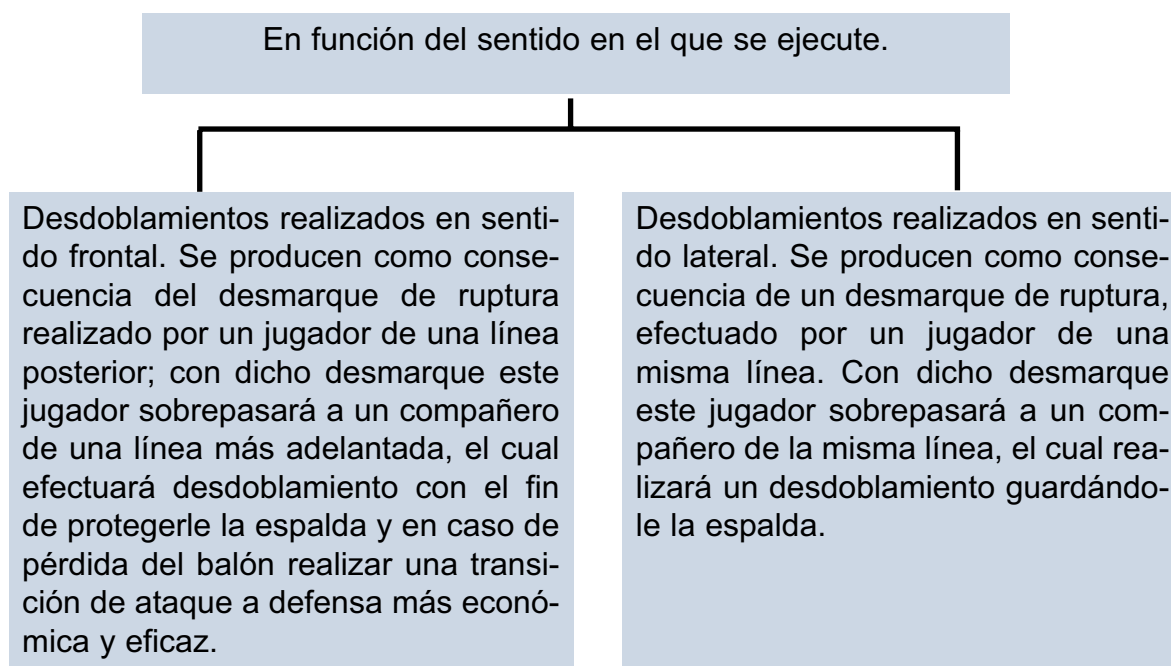 En función del sentido en el que se ejecute.
Desdoblamientos realizados en senti-
do frontal. Se producen como conse-
cuencia del desmarque de ruptura
realizado por un jugador de una línea
posterior; con dicho desmarque este
jugador sobrepasará a un compañero
de una línea más adelantada, el cual
efectuará desdoblamiento con el fin
de protegerle la espalda y en caso de
pérdida del balón realizar una transi-
ción de ataque a defensa más econó-
mica y eficaz.
Desdoblamientos realizados en senti-
do lateral. Se producen como conse-
cuencia de un desmarque de ruptura,
efectuado por un jugador de una
misma línea. Con dicho desmarque
este jugador sobrepasará a un com-
pañero de la misma línea, el cual rea-
lizará un desdoblamiento guardándo-
le la espalda.